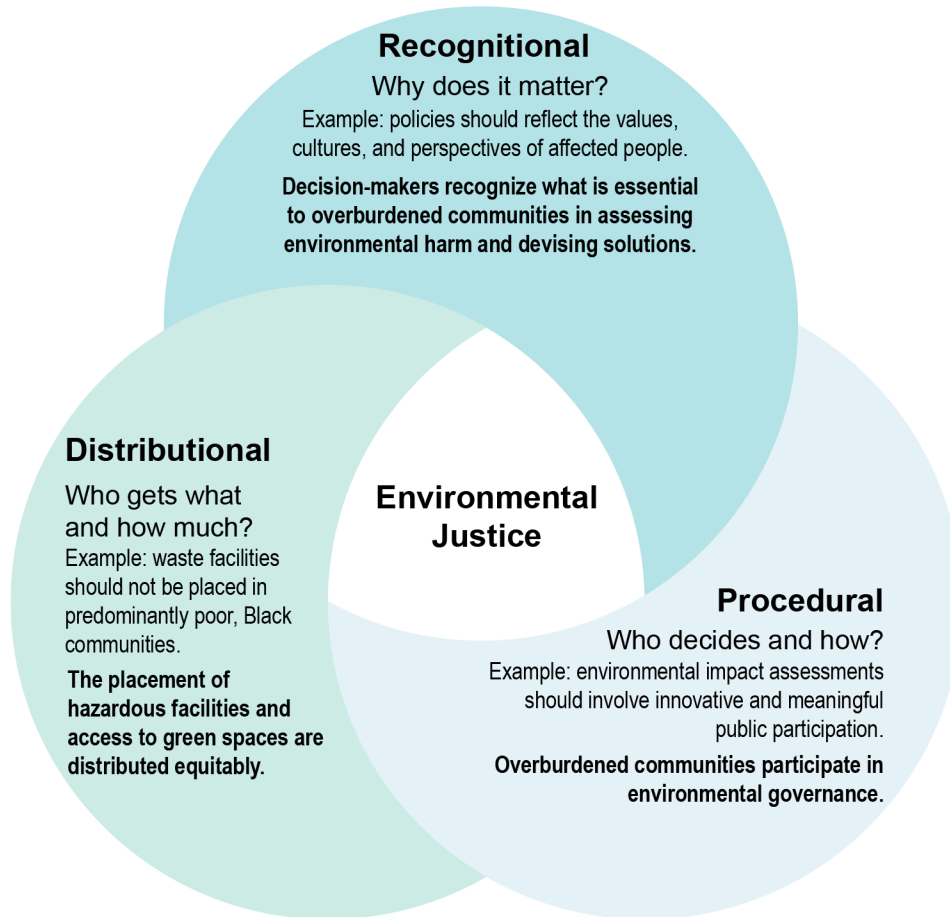 Recognitional
Why does it matter?
Example: policies should reflect the values,
cultures, and perspectives of affected people.
Decision-makers recognize what is essential
to overburdened communities in assessing
environmental harm and devising solutions.
Distributional
Who gets what
and how much?
Example: waste facilities
should not be placed in
predominantly poor, Black
communities.
The placement of
hazardous facilities and
access to green spaces are
distributed equitably.
Environmental
Justice
Procedural
Who decides and how?
Example: environmental impact assessments
should involve innovative and meaningful
public participation.
Overburdened communities participate in
environmental governance.